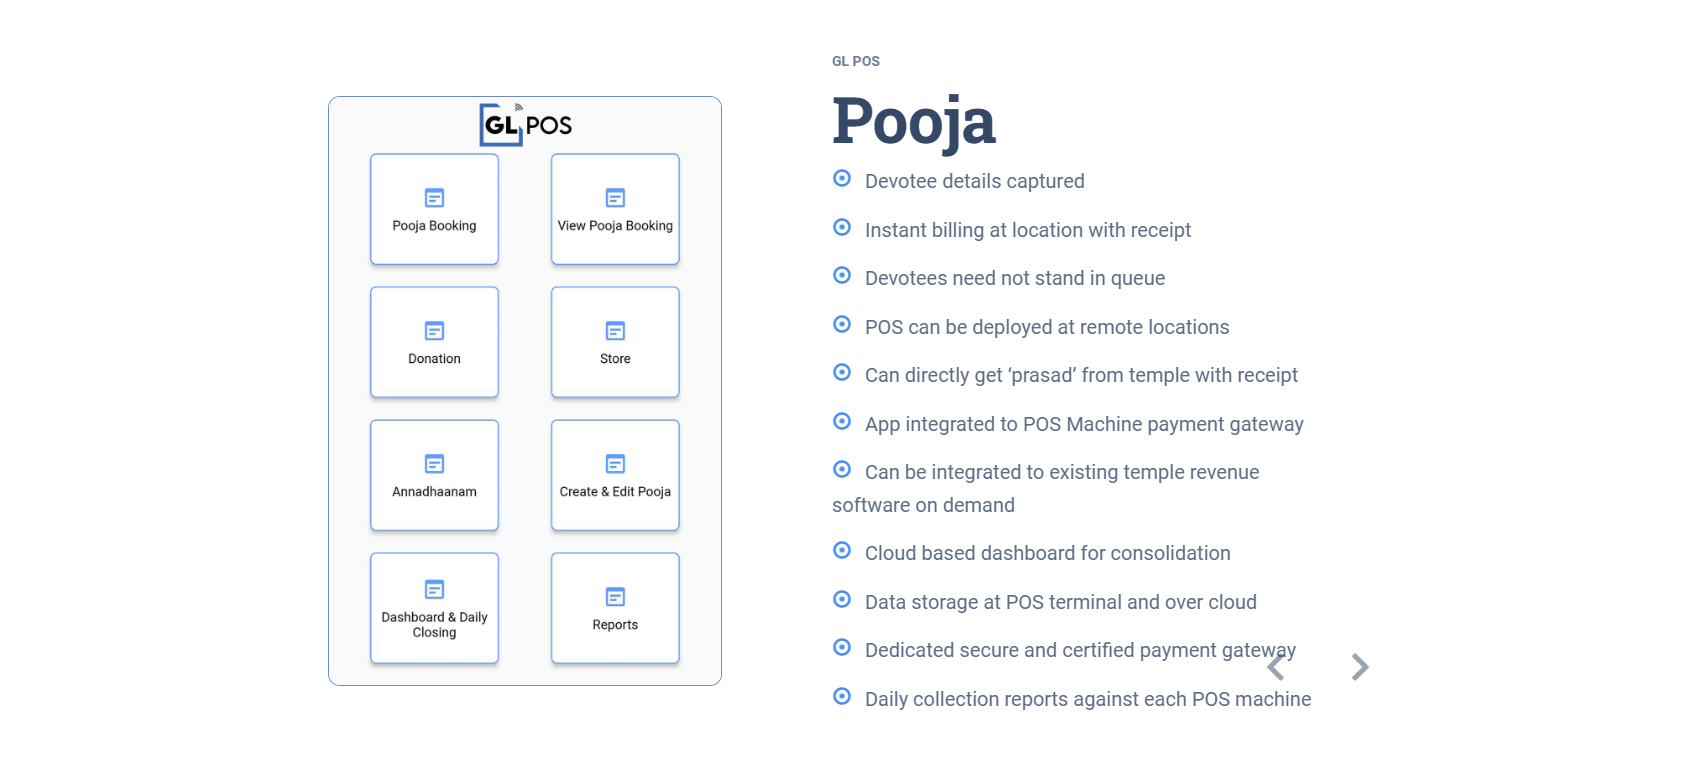 GL POS
Pooja Booking
View Pooja Booking
Donation
Store
Annadhaanam
Create & Edit Pooja
Dashboard & Daily
Closing
Reports
GL POS
Pooja
Devotee details captured
Instant billing at location with receipt
Devotees need not stand in queue
POS can be deployed at remote locations
Can directly get ‘prasad’ from temple with receipt
App integrated to POS Machine payment gateway
Can be integrated to existing temple revenue
software on demand
Cloud based dashboard for consolidation
Data storage at POS terminal and over cloud
Dedicated secure and certified payment gateway
Daily collection reports against each POS machine